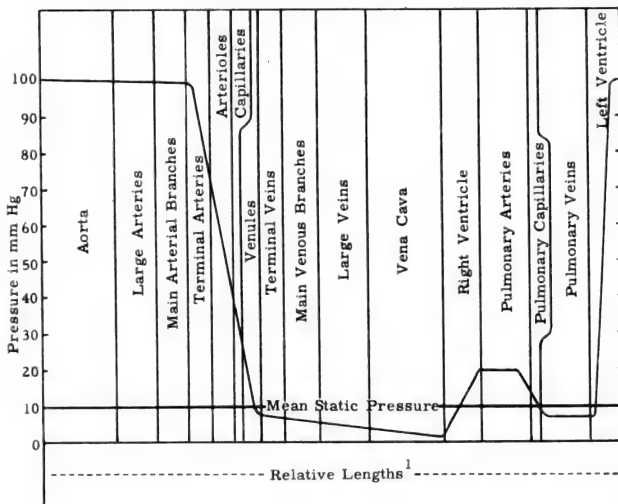 Pressure in mm Hg
100
90
80
70
60
50
40
30
20
10
0
Aorta
Large Arteries
Main Arterial Branches
Terminal Arteries
Arterioles
Capillaries
Venules
Terminal Veins
Main Venous Branches
Large Veins
Vena Cava
Right Ventricle
Pulmonary Arteries
Pulmonary Capillaries
Pulmonary Veins
Left Ventricle
Mean Static Pressure
Relative Lengths1